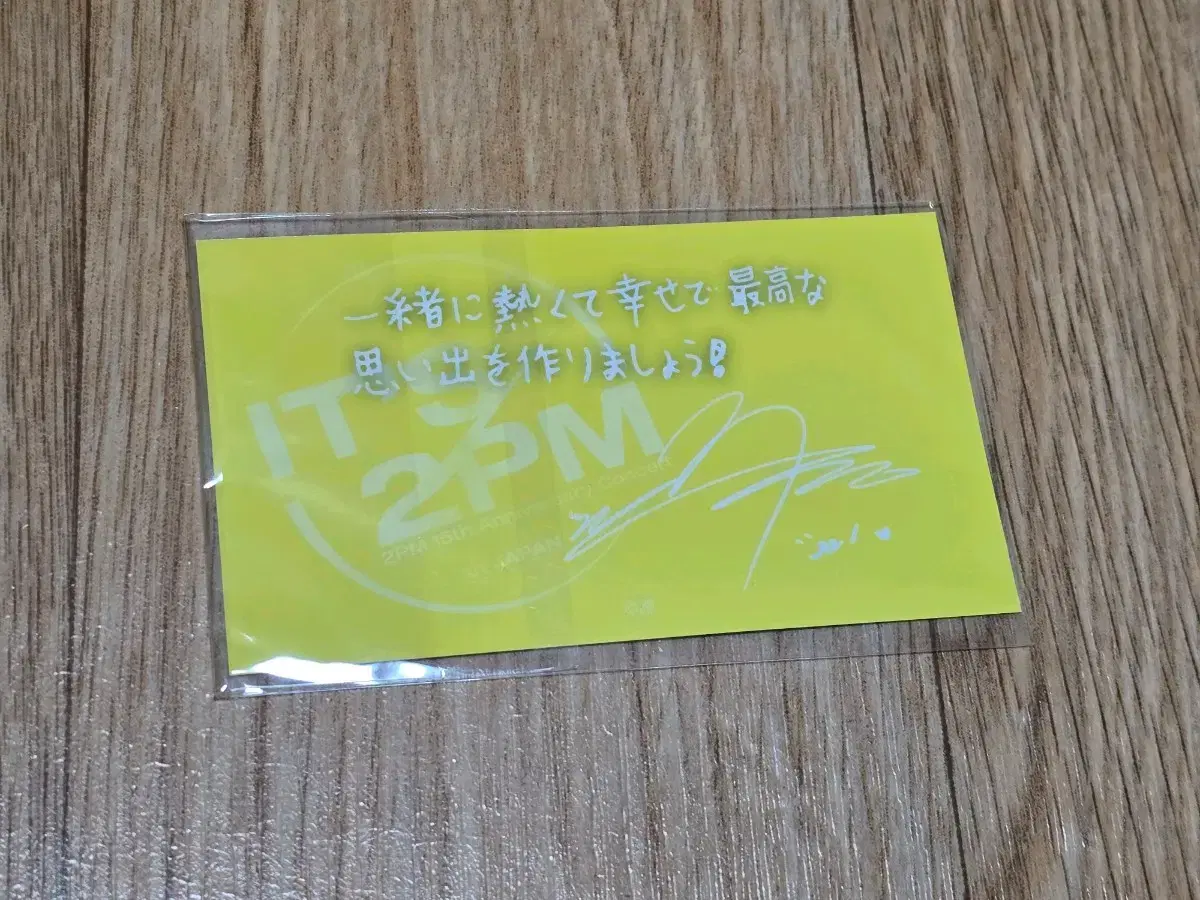 一緒に熱くて幸せで最高な
思い出を作りましょう!
IT'S
2PM
2PM 15th Anniversary Concert
JAPAN